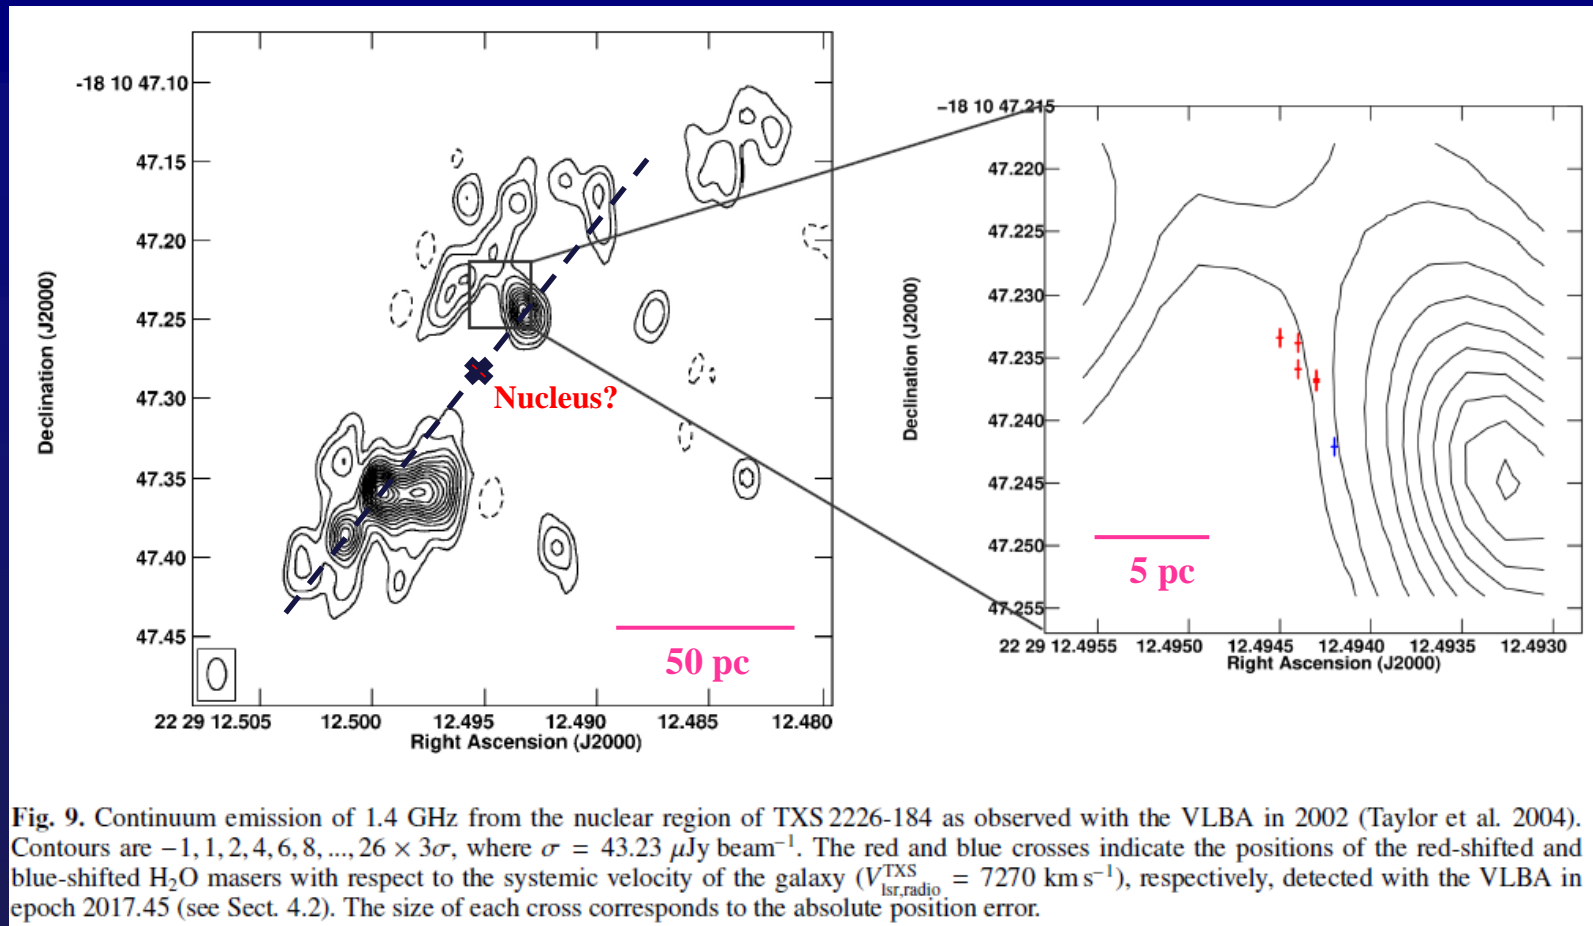 -18 10 47.10
47.15
47.20
47.25
47.30
47.35
47.40
47.45
Declination (J2000)
22 29 12.505 12.500 12.495 12.490 12.485 12.480
Right Ascension (J2000)
Nucleus?
50 pc
-18 10 47.215
47.220
47.225
47.230
47.235
47.240
47.245
47.250
47.255
Declination (J2000)
22 29 12.4955 12.4950 12.4945 12.4940 12.4935 12.4930
Right Ascension (J2000)
5 pc
Fig. 9. Continuum emission of 1.4 GHz from the nuclear region of TXS 2226-184 as observed with the VLBA in 2002 (Taylor et al. 2004).
Contours are −1, 1, 2, 4, 6, 8, ..., 26 × 3σ, where σ = 43.23 μJy beam⁻¹. The red and blue crosses indicate the positions of the red-shifted and
blue-shifted H₂O masers with respect to the systemic velocity of the galaxy (V^TXS_lsr,radio = 7270 km s⁻¹), respectively, detected with the VLBA in
epoch 2017.45 (see Sect. 4.2). The size of each cross corresponds to the absolute position error.